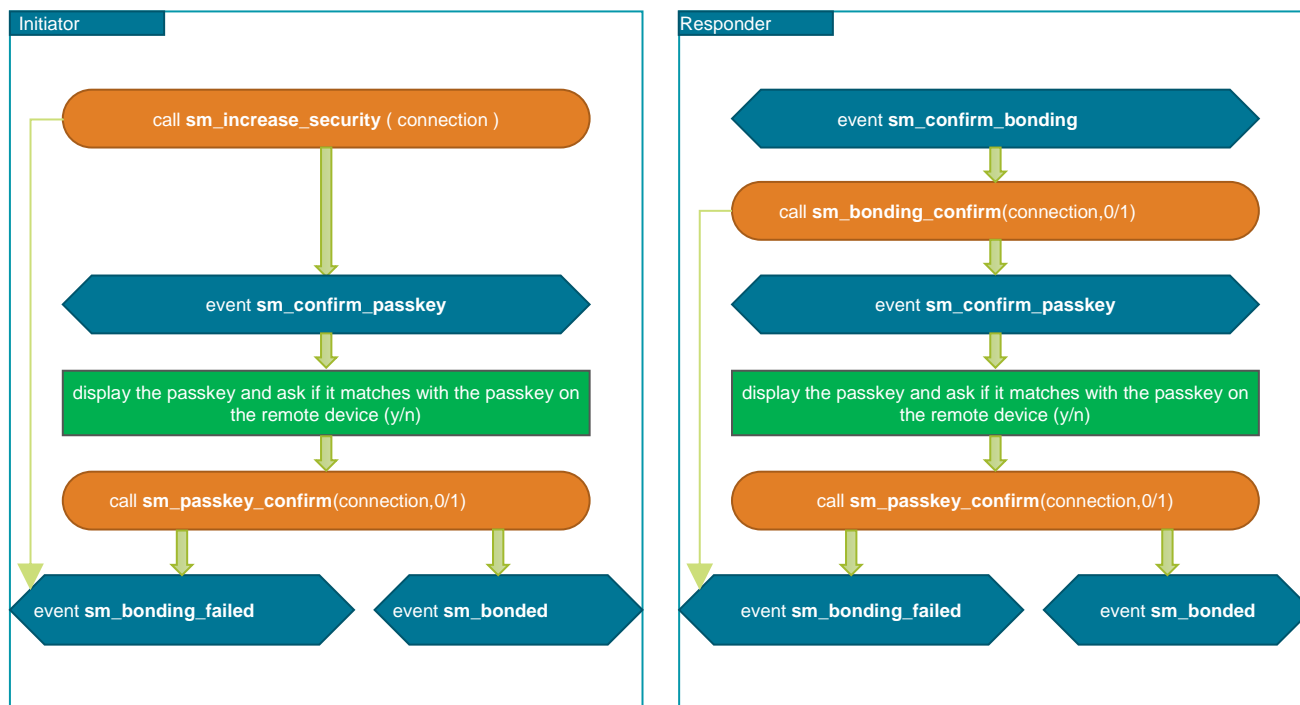 Initiator
call sm_increase_security ( connection )
event sm_confirm_passkey
display the passkey and ask if it matches with the passkey on
the remote device (y/n)
call sm_passkey_confirm(connection,0/1)
event sm_bonding_failed
event sm_bonded
Responder
event sm_confirm_bonding
call sm_bonding_confirm(connection,0/1)
event sm_confirm_passkey
display the passkey and ask if it matches with the passkey on
the remote device (y/n)
call sm_passkey_confirm(connection,0/1)
event sm_bonding_failed
event sm_bonded